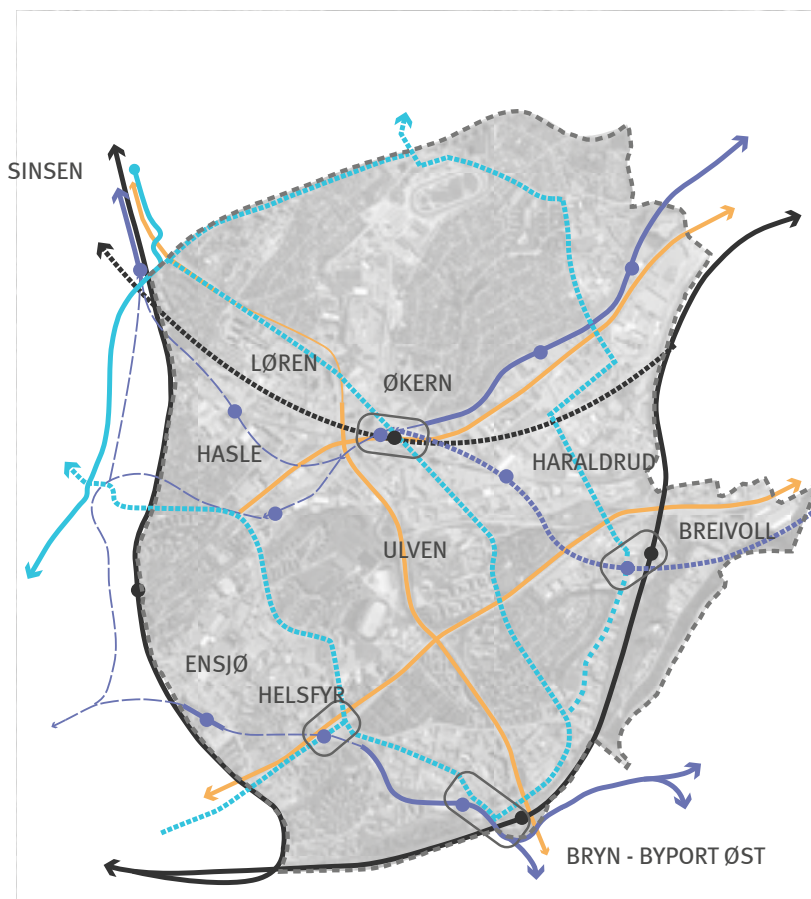 SINSEN
LØREN
ØKERN
HASLE
HARALDRUD
BREIVOLL
ULVEN
ENSJØ
HELSFYR
BRYN - BYPORT ØST